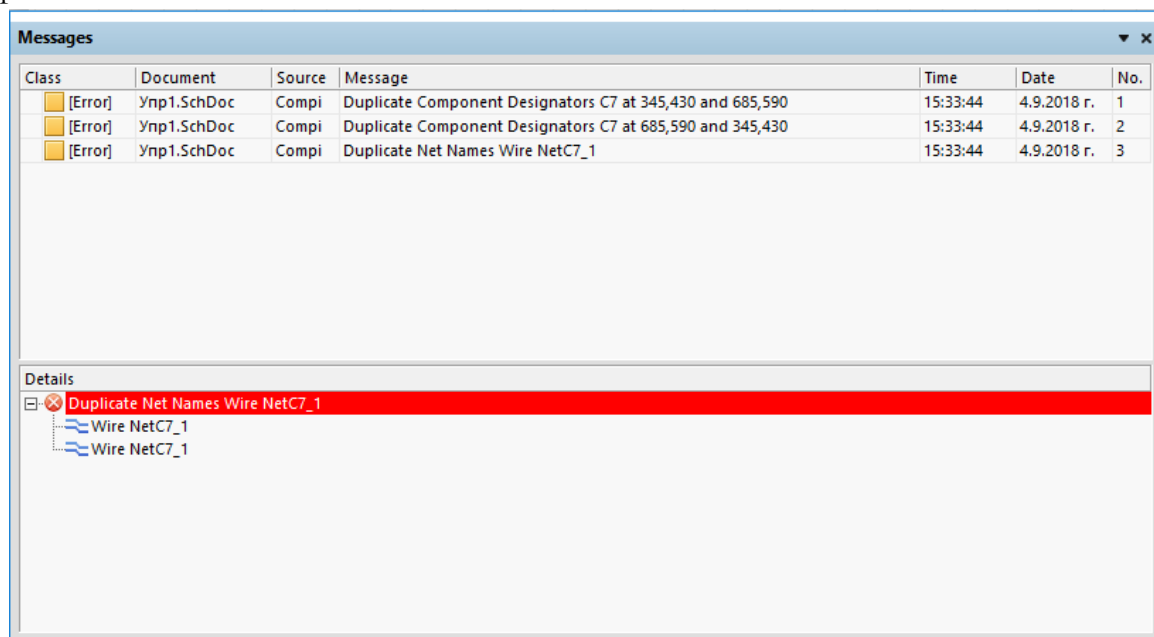 Messages
Class Document Source Message Time Date No.
[Error] Упр1.SchDoc Compi Duplicate Component Designators C7 at 345,430 and 685,590 15:33:44 4.9.2018 г. 1
[Error] Упр1.SchDoc Compi Duplicate Component Designators C7 at 685,590 and 345,430 15:33:44 4.9.2018 г. 2
[Error] Упр1.SchDoc Compi Duplicate Net Names Wire NetC7_1 15:33:44 4.9.2018 г. 3
Details
Duplicate Net Names Wire NetC7_1
Wire NetC7_1
Wire NetC7_1